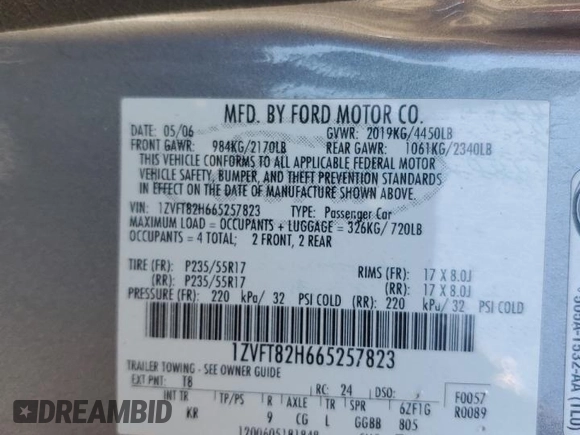 MFD. BY FORD MOTOR CO.
DATE: 05/06 GVWR: 2019KG/4450LB
FRONT GAWR: 984KG/2170LB REAR GAWR: 1061KG/2340LB
THIS VEHICLE CONFORMS TO ALL APPLICABLE FEDERAL MOTOR
VEHICLE SAFETY, BUMPER, AND THEFT PREVENTION STANDARDS
IN EFFECT ON THE DATE OF MANUFACTURE SHOWN ABOVE.
VIN: 1ZVFT82H665257823 TYPE: Passenger Car
MAXIMUM LOAD = OCCUPANTS + LUGGAGE = 326KG/ 720LB
OCCUPANTS = 4 TOTAL; 2 FRONT, 2 REAR
TIRE (FR): P235/55R17 RIMS (FR): 17 X 8.0J
(RR): P235/55R17 (RR): 17 X 8.0J
PRESSURE (FR): 220 kPa/ 32 PSI COLD (RR): 220 kPa/ 32 PSI COLD
1ZVFT82H665257823
TRAILER TOWING - SEE OWNER GUIDE
EXT PNT: T8 RC: 24 DSO: F0057
INT TR TP/PS R AXLE TR SPR 6ZF1G R0089
KR 9 CG L GGBB 805
DREAMBID